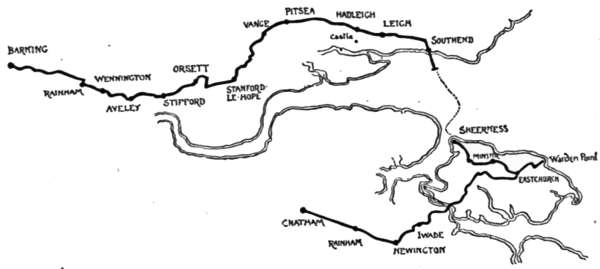 PITSEA
HADLEIGH
VANGE
LEIGH
Castle
SOUTHEND
BARKING
ORSETT
WENNINGTON
RAINHAM
STANFORD-
LE-HOPE
AVELEY
STIFFORD
SHEERNESS
MINSTER
Warden Point
EASTCHURCH
CHATHAM
IWADE
RAINHAM
NEWINGTON